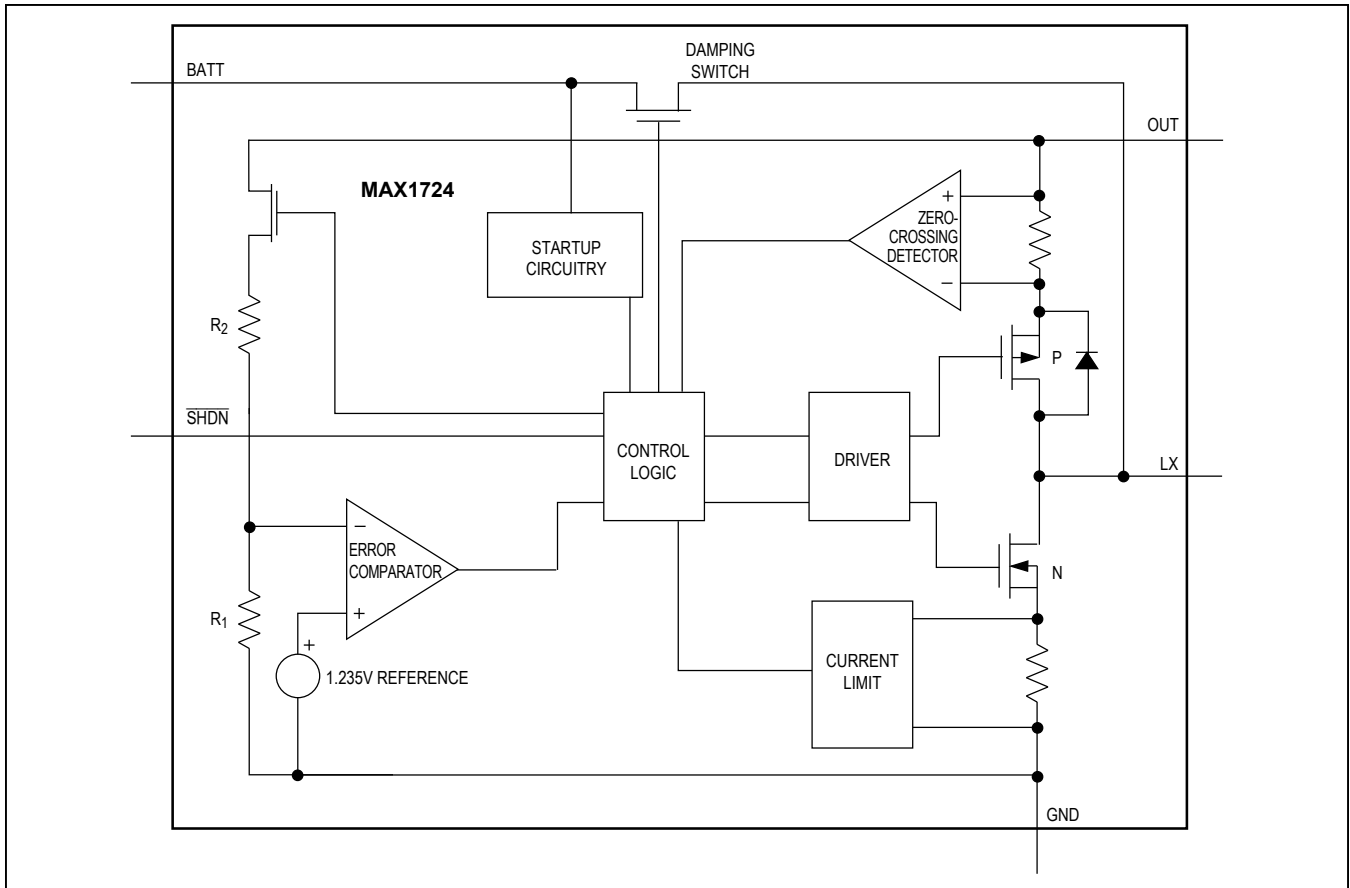 DAMPING
SWITCH
BATT
OUT
MAX1724
STARTUP
CIRCUITRY
+
ZERO-
CROSSING
DETECTOR
−
R2
P
SHDN
CONTROL
LOGIC
DRIVER
LX
−
ERROR
COMPARATOR
+
N
R1
+
1.235V REFERENCE
CURRENT
LIMIT
GND